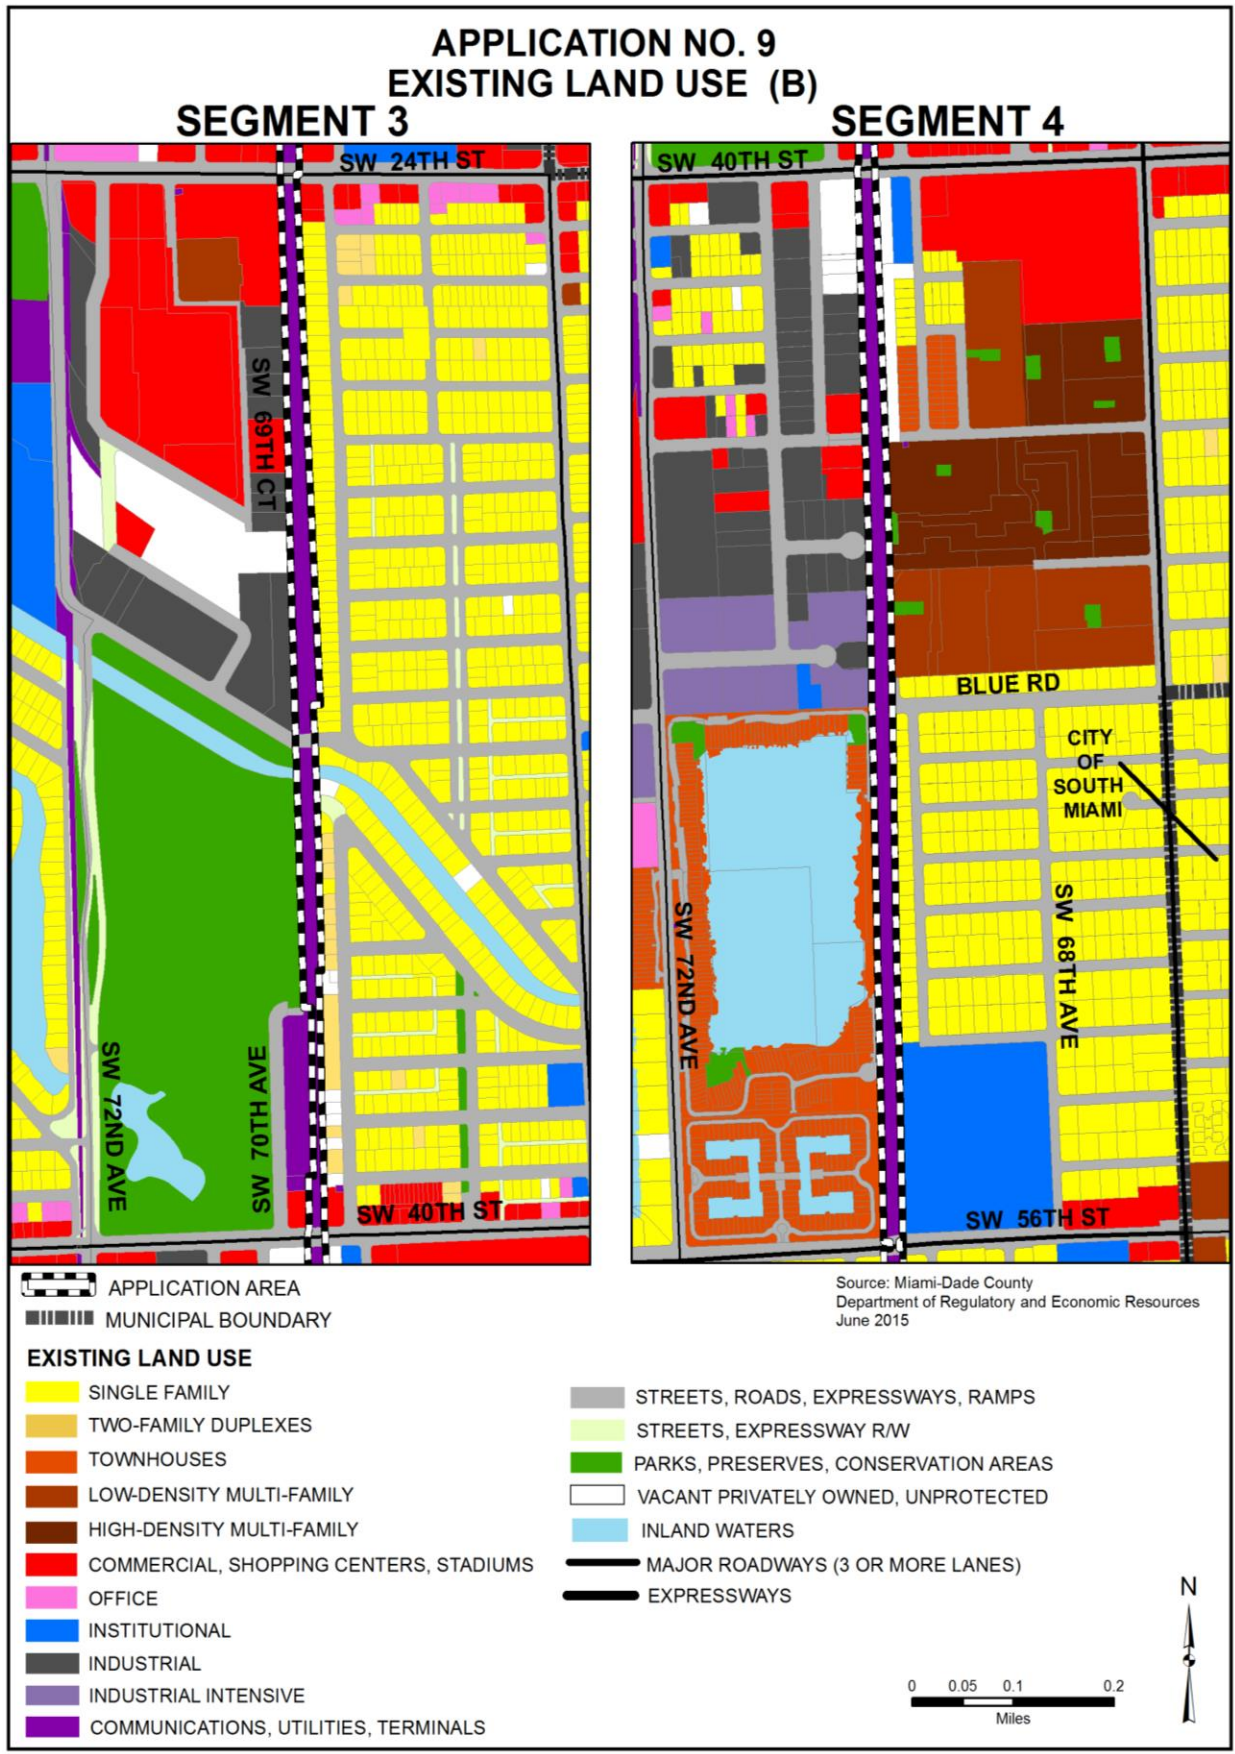 APPLICATION NO. 9
EXISTING LAND USE (B)
SEGMENT 3
SEGMENT 4
SW 24TH ST
SW 69TH CT
SW 72ND AVE
SW 70TH AVE
SW 40TH ST
SW 40TH ST
BLUE RD
CITY
OF
SOUTH
MIAMI
SW 72ND AVE
SW 68TH AVE
SW 56TH ST
APPLICATION AREA
MUNICIPAL BOUNDARY
Source: Miami-Dade County
Department of Regulatory and Economic Resources
June 2015
EXISTING LAND USE
SINGLE FAMILY
TWO-FAMILY DUPLEXES
TOWNHOUSES
LOW-DENSITY MULTI-FAMILY
HIGH-DENSITY MULTI-FAMILY
COMMERCIAL, SHOPPING CENTERS, STADIUMS
OFFICE
INSTITUTIONAL
INDUSTRIAL
INDUSTRIAL INTENSIVE
COMMUNICATIONS, UTILITIES, TERMINALS
STREETS, ROADS, EXPRESSWAYS, RAMPS
STREETS, EXPRESSWAY R/W
PARKS, PRESERVES, CONSERVATION AREAS
VACANT PRIVATELY OWNED, UNPROTECTED
INLAND WATERS
MAJOR ROADWAYS (3 OR MORE LANES)
EXPRESSWAYS
N
0 0.05 0.1 0.2
Miles